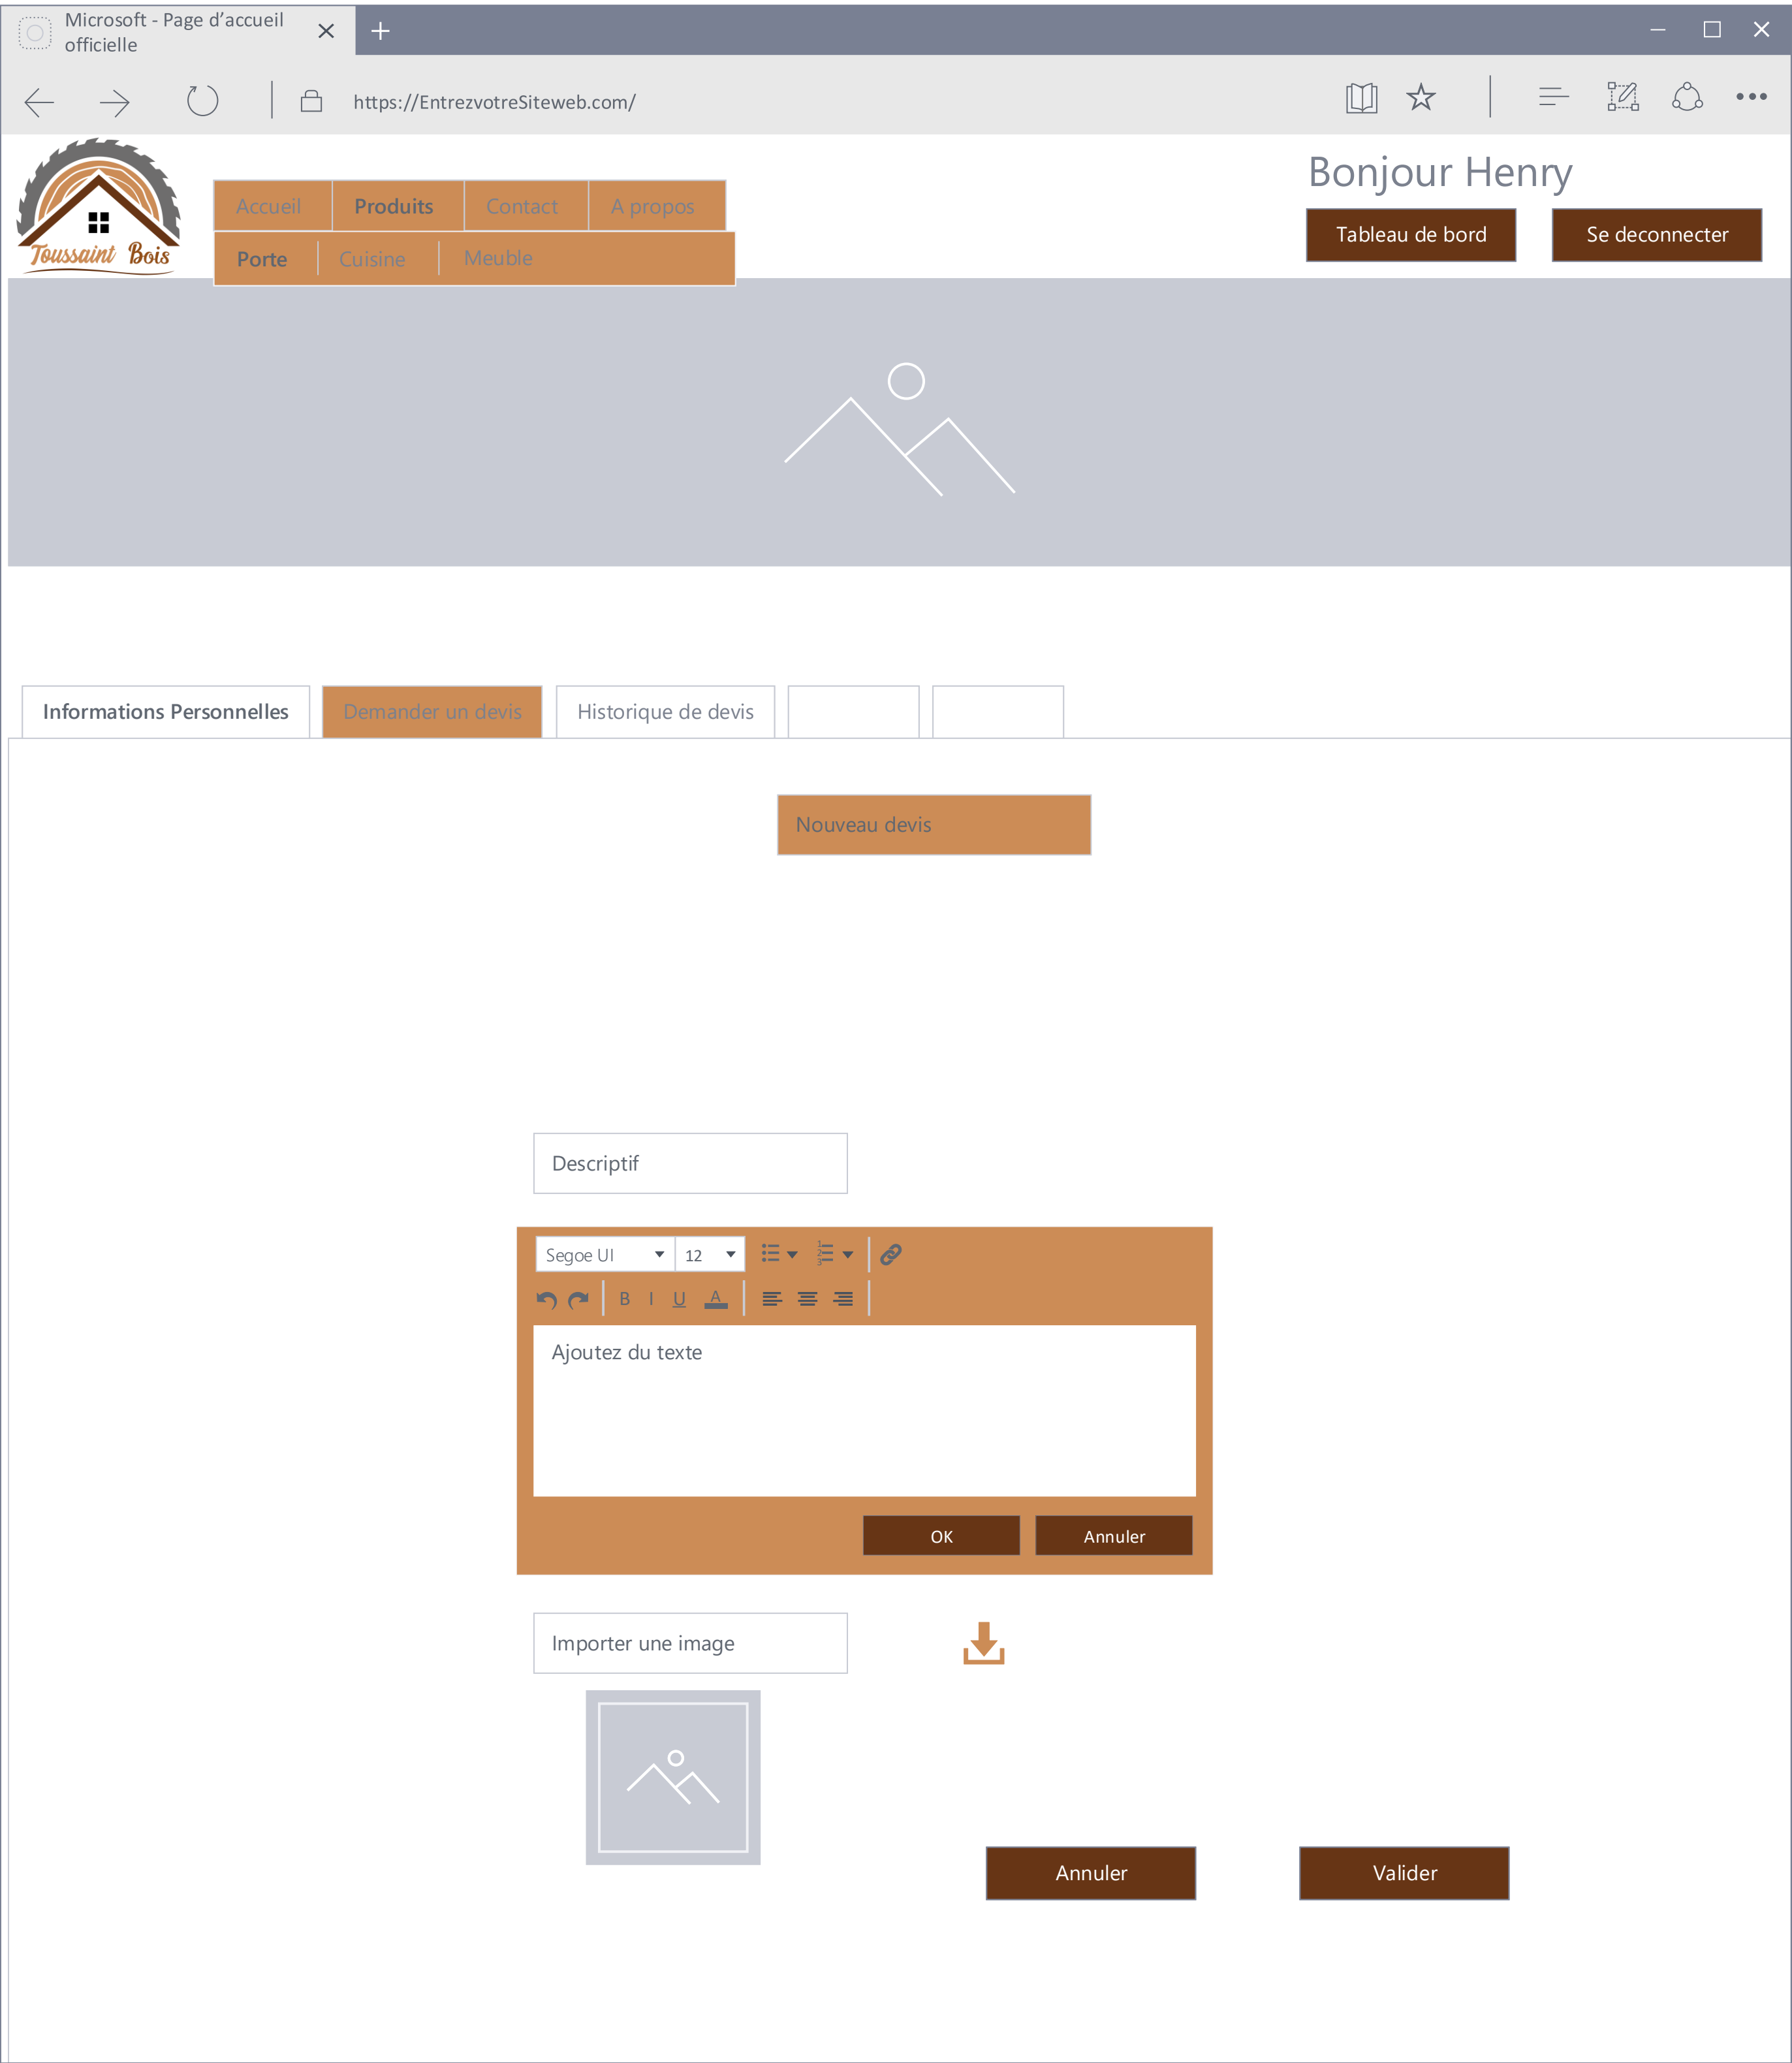 Microsoft - Page d’accueil
officielle
https://EntrezvotreSiteweb.com/
Toussaint Bois
Accueil Produits Contact A propos
Porte Cuisine Meuble
Bonjour Henry
Tableau de bord Se deconnecter
Informations Personnelles Demander un devis Historique de devis
Nouveau devis
Descriptif
Segoe UI 12
B I U A
Ajoutez du texte
OK Annuler
Importer une image
Annuler Valider